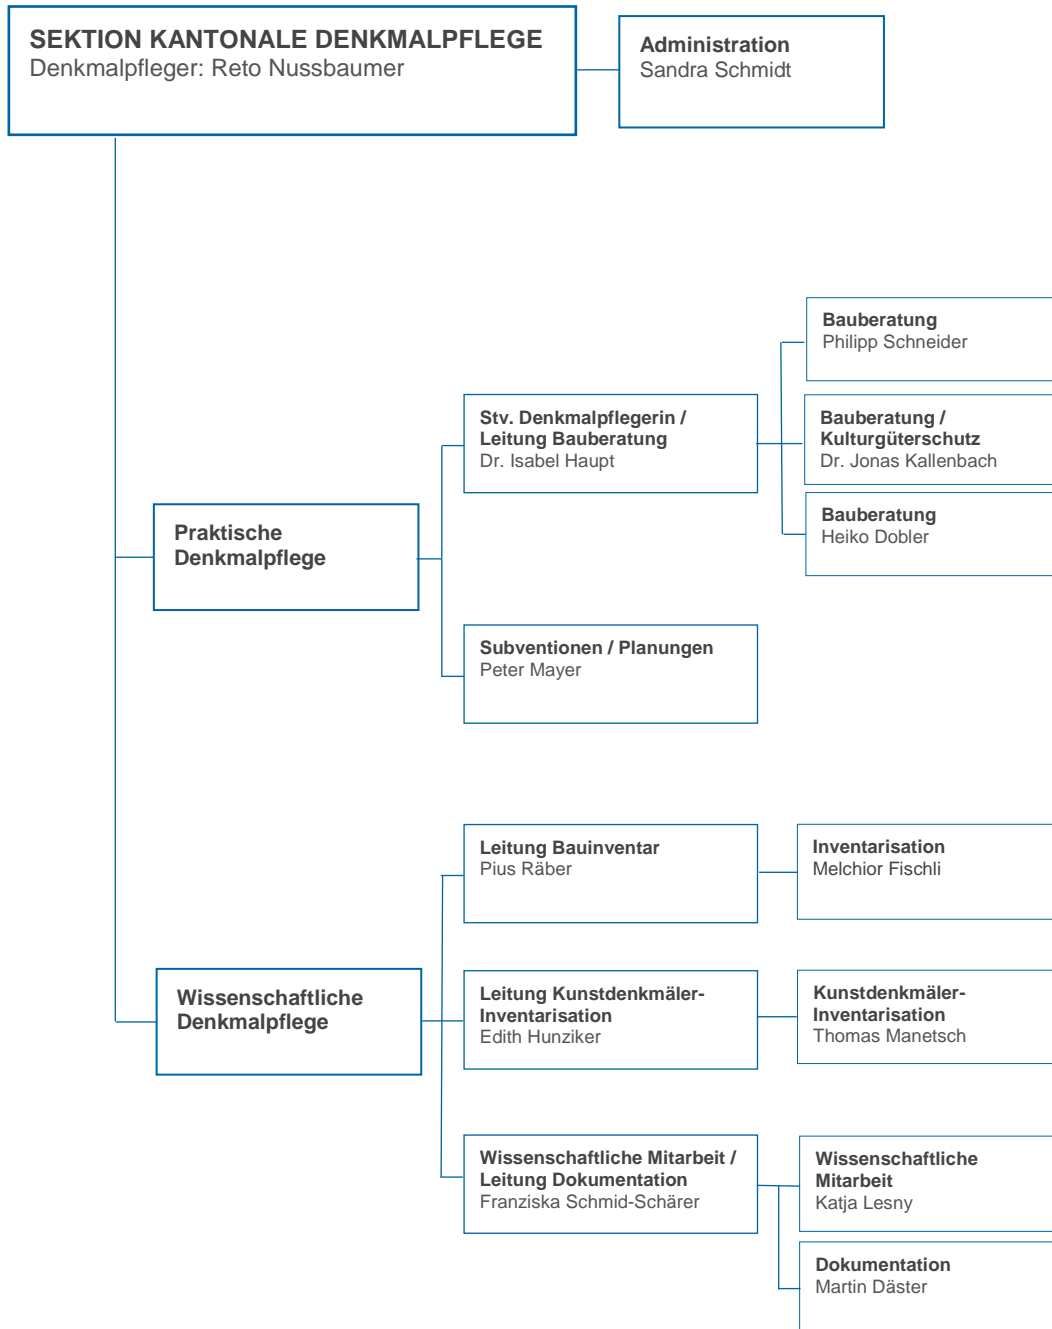 SEKTION KANTONALE DENKMALPFLEGE
Denkmalpfleger: Reto Nussbaumer
Administration
Sandra Schmidt
Bauberatung
Philipp Schneider
Stv. Denkmalpflegerin /
Leitung Bauberatung
Dr. Isabel Haupt
Bauberatung /
Kulturgüterschutz
Dr. Jonas Kallenbach
Bauberatung
Heiko Dobler
Praktische
Denkmalpflege
Subventionen / Planungen
Peter Mayer
Leitung Bauinventar
Pius Räber
Inventarisation
Melchior Fischli
Wissenschaftliche
Denkmalpflege
Leitung Kunstdenkmäler-
Inventarisation
Edith Hunziker
Kunstdenkmäler-
Inventarisation
Thomas Manetsch
Wissenschaftliche Mitarbeit /
Leitung Dokumentation
Franziska Schmid-Schärer
Wissenschaftliche
Mitarbeit
Katja Lesny
Dokumentation
Martin Däster